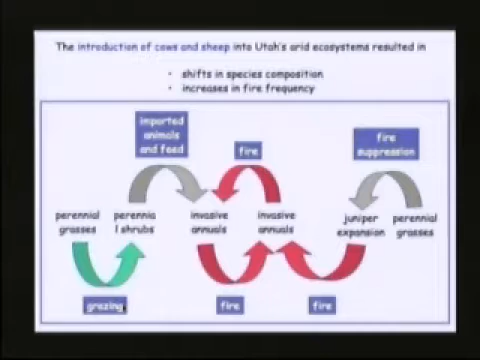 The introduction of cows and sheep into Utah's arid ecosystems resulted in
• shifts in species composition
• increases in fire frequency
imported
animals
and feed
fire
fire
suppression
perennial
grasses
perennia
l shrubs
invasive
annuals
invasive
annuals
juniper
expansion
perennial
grasses
grazing
fire
fire